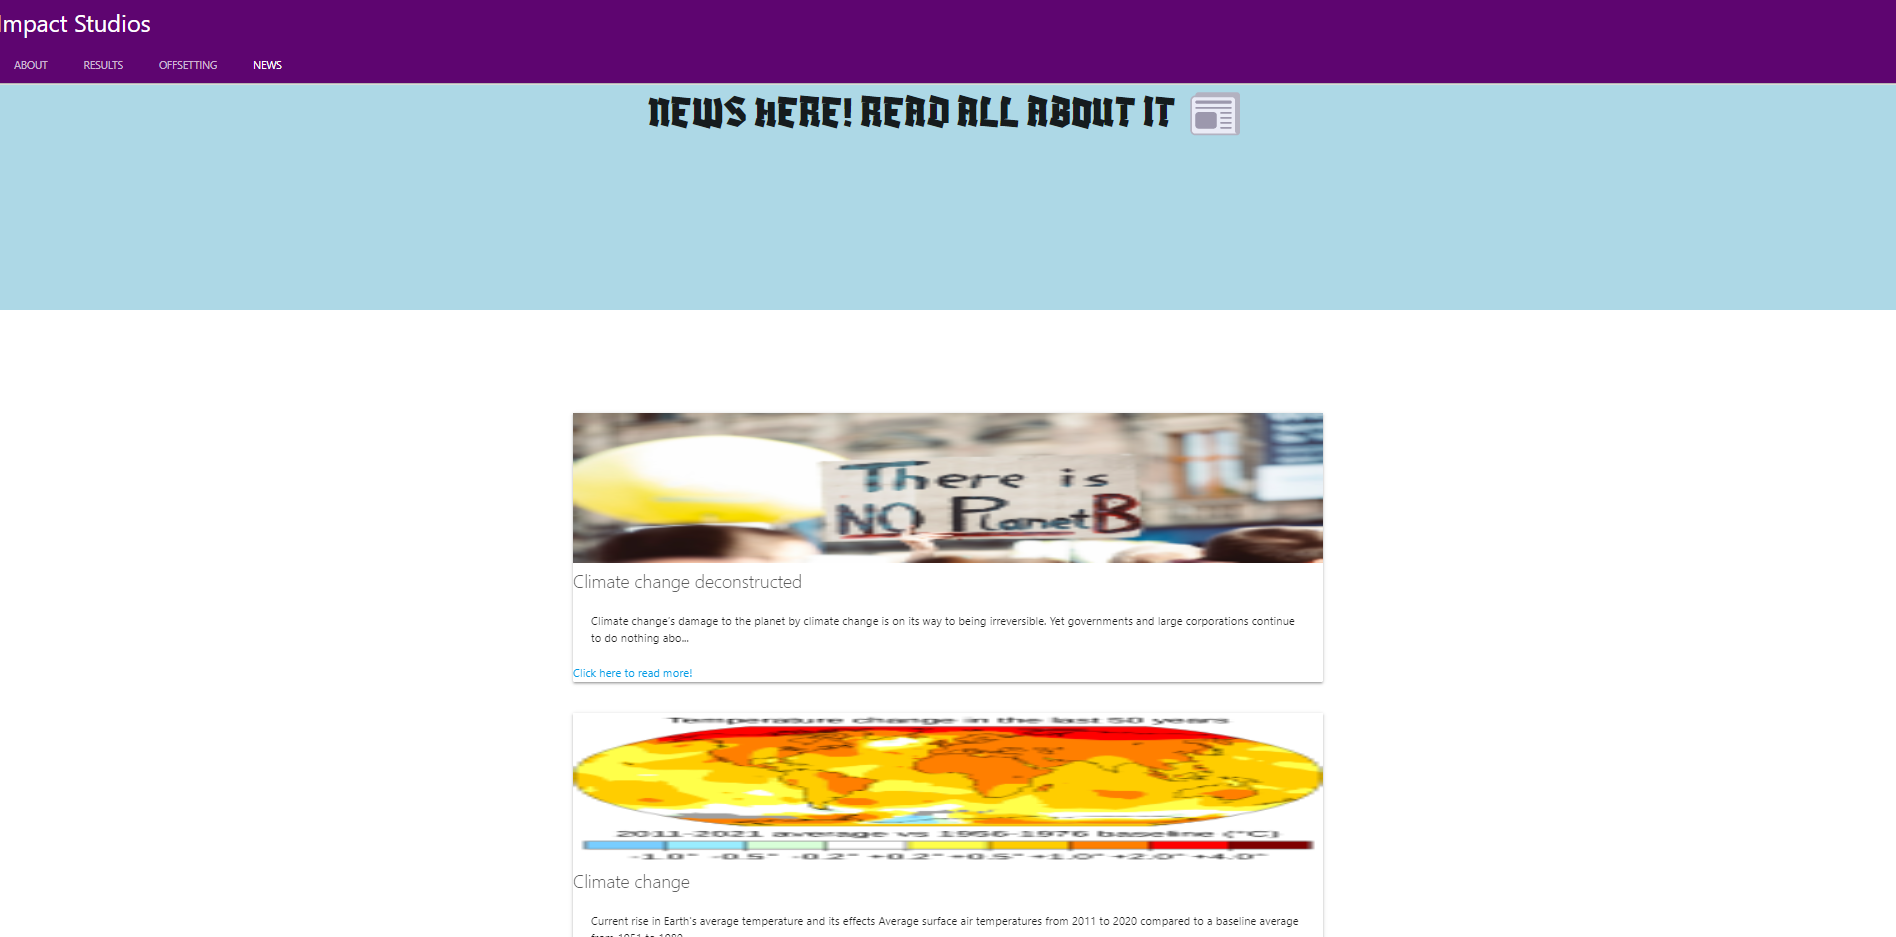 Impact Studios
ABOUT RESULTS OFFSETTING NEWS
NEWS HERE! READ ALL ABOUT IT
There is
NO Planet B
Climate change deconstructed
Climate change's damage to the planet by climate change is on its way to being irreversible. Yet governments and large corporations continue
to do nothing abo...
Click here to read more!
Temperature change in the last 50 years
2011-2021 average vs 1956-1976 baseline (°C)
-1.0° -0.5° -0.2° +0.2° +0.5° +1.0° +2.0° +4.0°
Climate change
Current rise in Earth's average temperature and its effects Average surface air temperatures from 2011 to 2020 compared to a baseline average
from 1951 to 1980